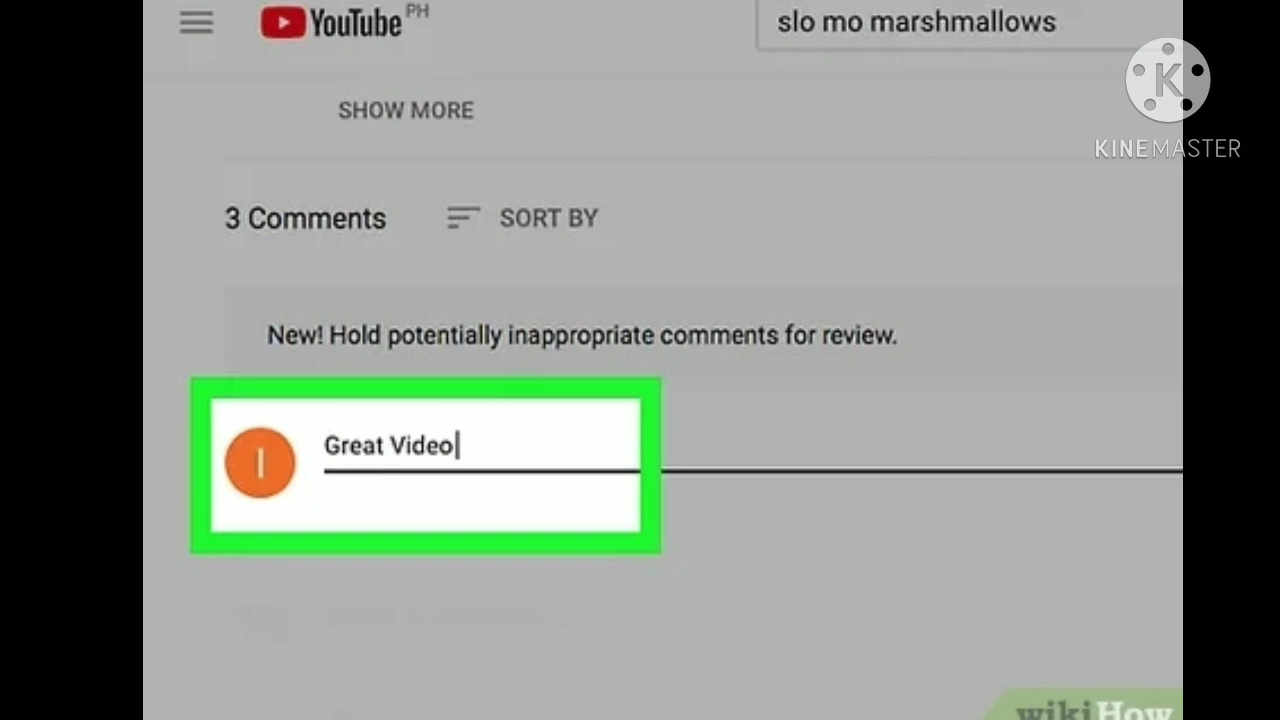 YouTube PH
slo mo marshmallows
K
KINEMASTER
SHOW MORE
3 Comments
SORT BY
New! Hold potentially inappropriate comments for review.
I
Great Video
wikiHow